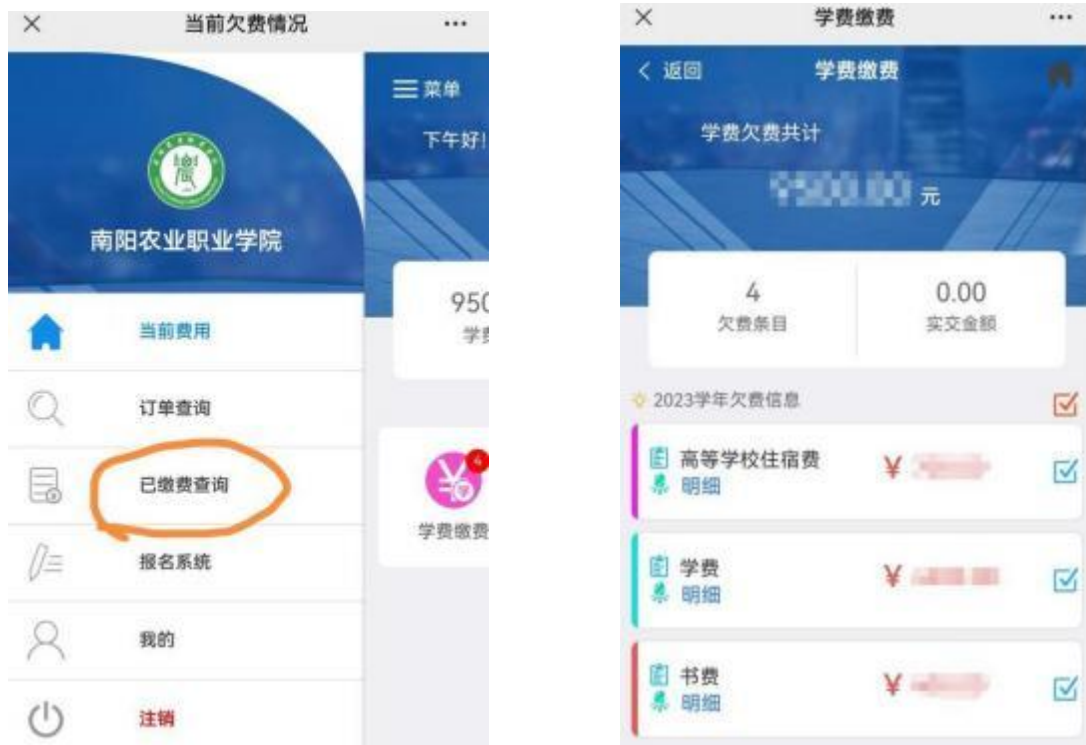 当前欠费情况
菜单
下午好!
南阳农业职业学院
当前费用
订单查询
已缴费查询
报名系统
我的
注销
950
学费
4
学费缴费
学费缴费
返回
学费缴费
学费欠费共计
元
4
欠费条目
0.00
实交金额
2023学年欠费信息
高等学校住宿费
明细
¥
学费
明细
¥
书费
明细
¥